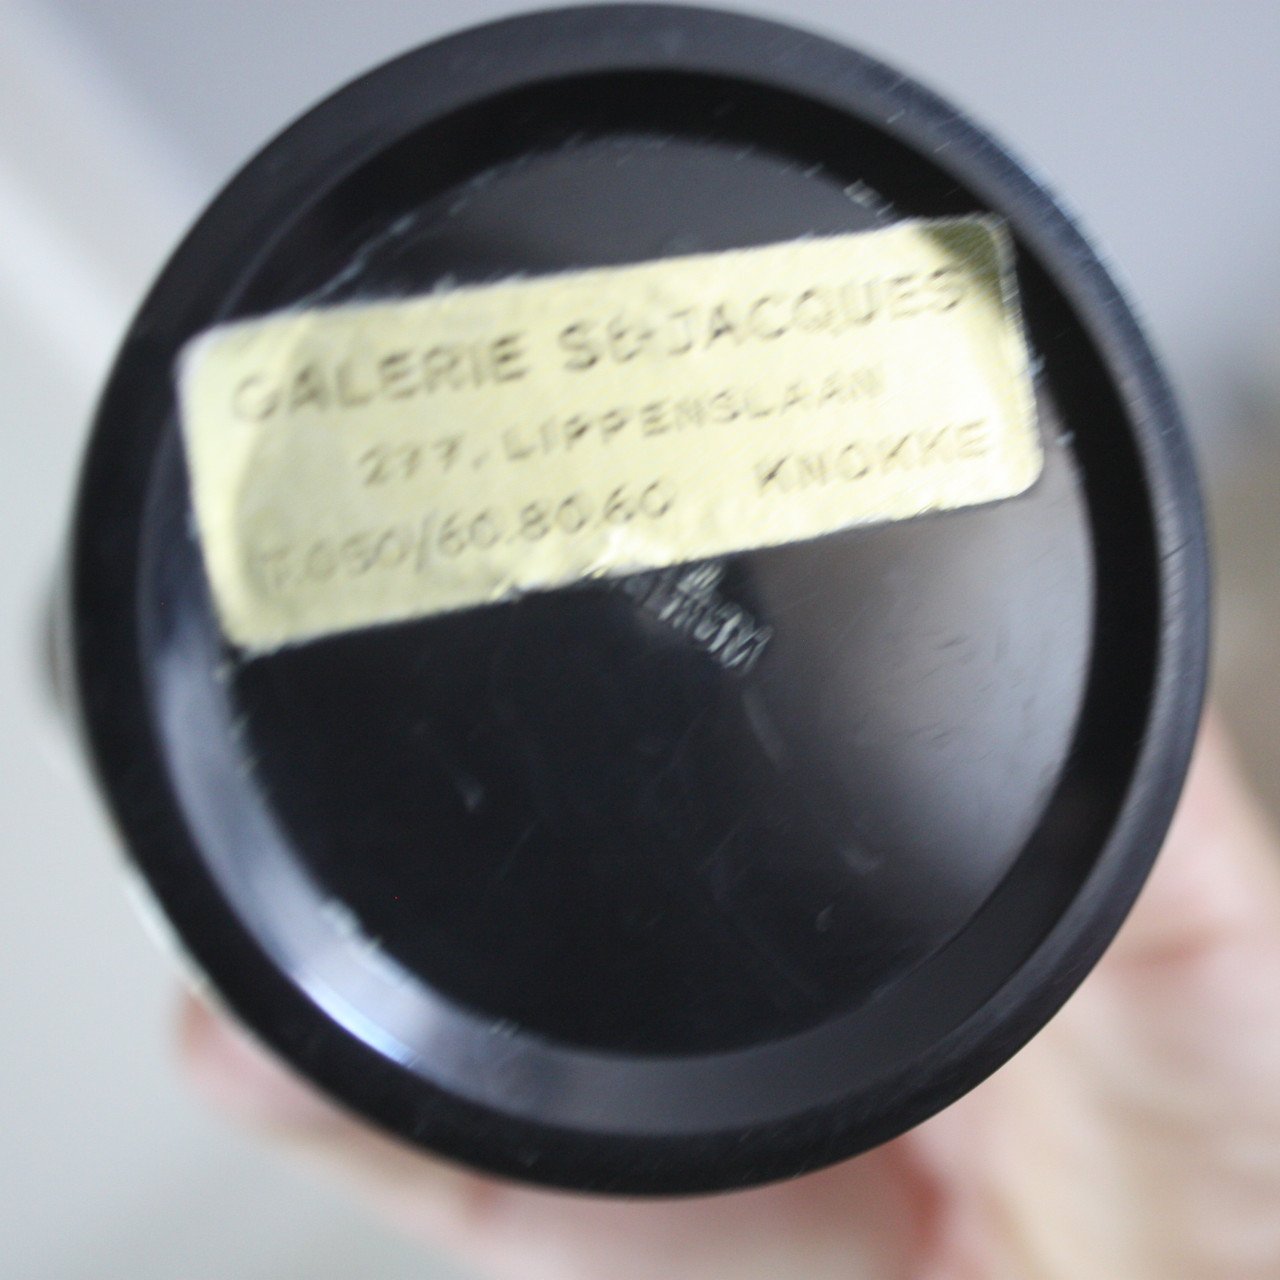 GALERIE St-JACQUES
277, LIPPENSLAAN
T.050/60.80.60 KNOKKE